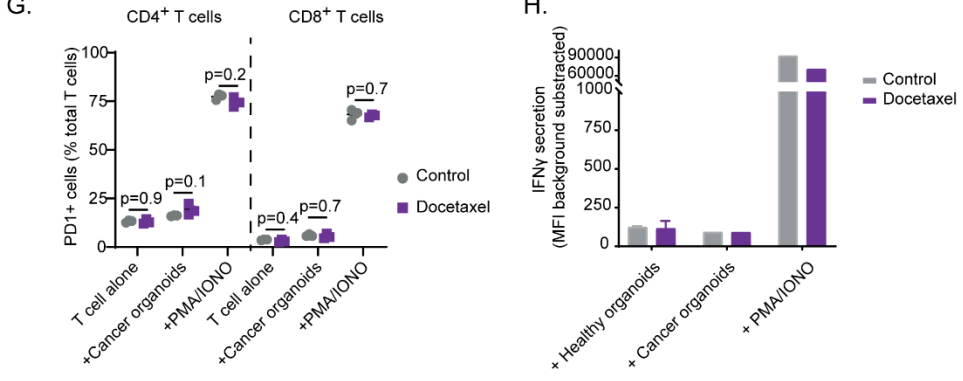 G.
CD4+ T cells
CD8+ T cells
PD1+ cells (% total T cells)
100
75
50
25
0
p=0.9
p=0.1
p=0.2
p=0.4
p=0.7
p=0.7
T cell alone
+Cancer organoids
+PMA/IONO
T cell alone
+Cancer organoids
+PMA/IONO
Control
Docetaxel
H.
IFNγ secretion
(MFI background substracted)
90000
60000
1000
750
500
250
0
+ Healthy organoids
+ Cancer organoids
+ PMA/IONO
Control
Docetaxel